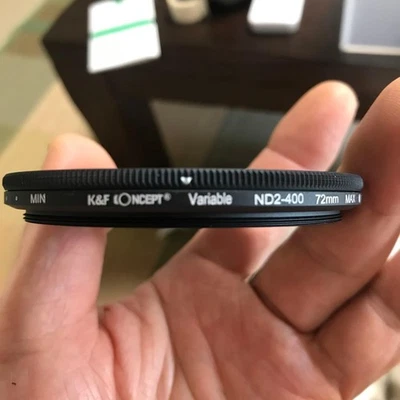 MIN K&F CONCEPT® Variable ND2-400 72mm MAX